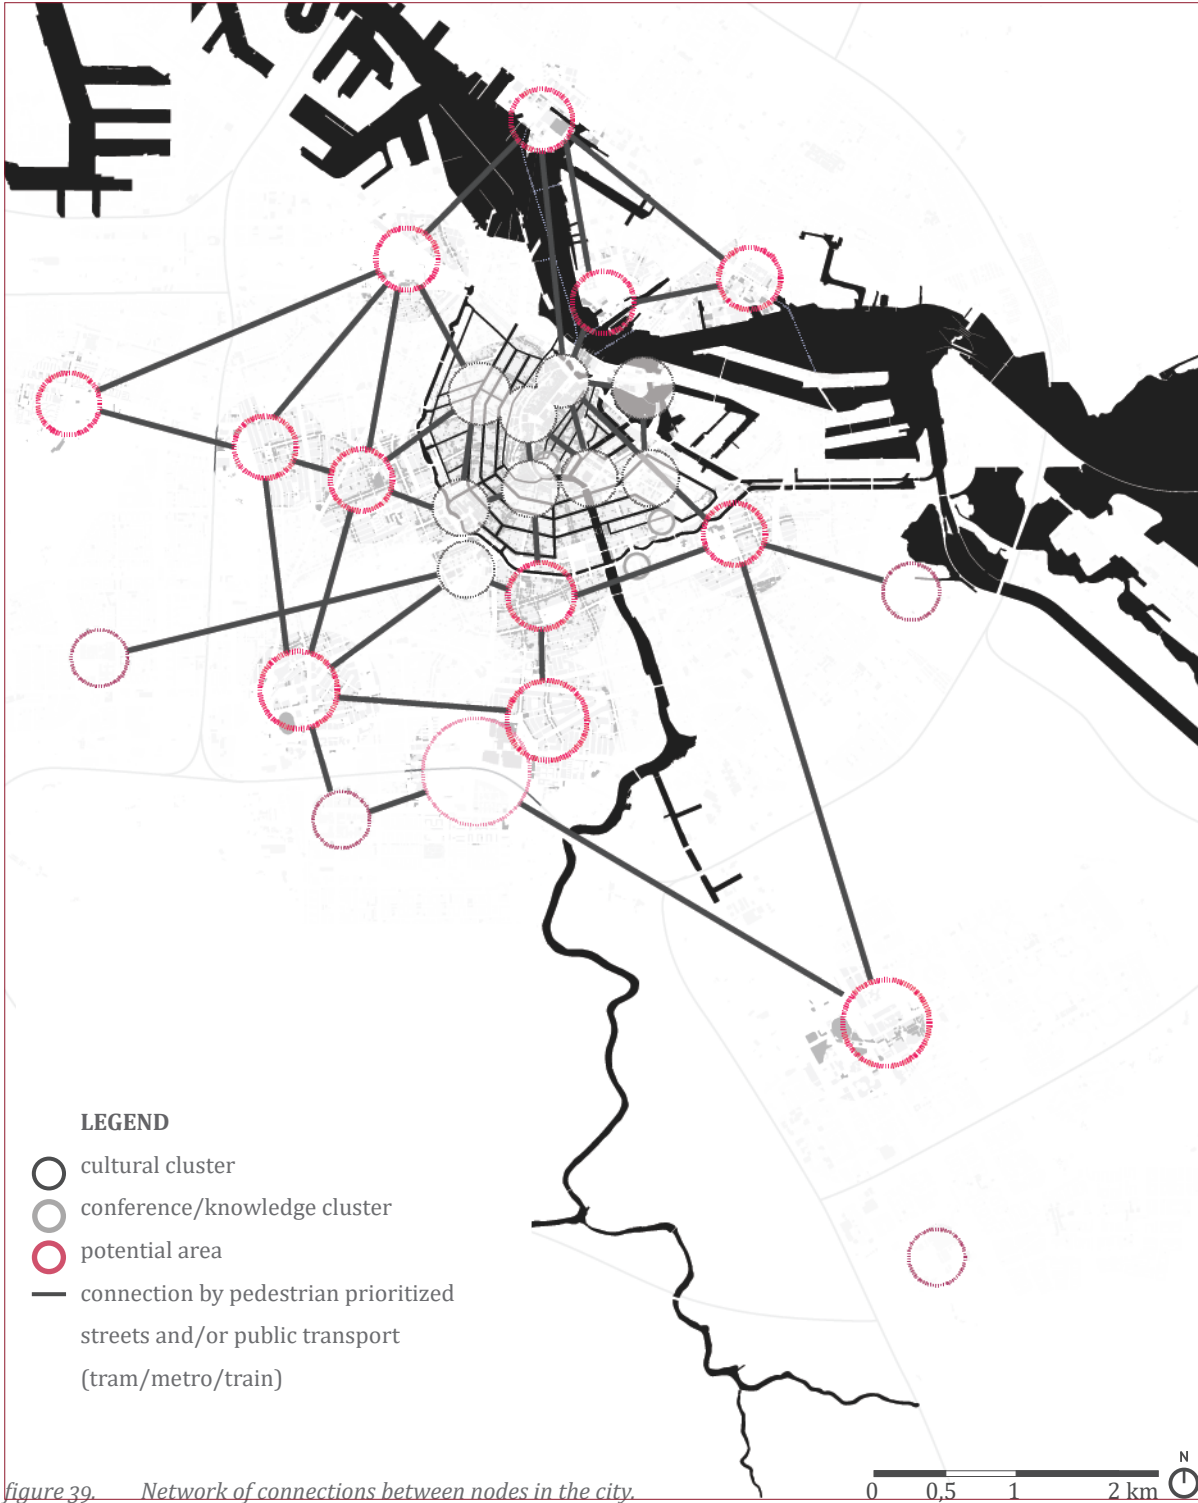 LEGEND
cultural cluster
conference/knowledge cluster
potential area
connection by pedestrian prioritized
streets and/or public transport
(tram/metro/train)
figure 39. Network of connections between nodes in the city.
0 0,5 1 2 km
N